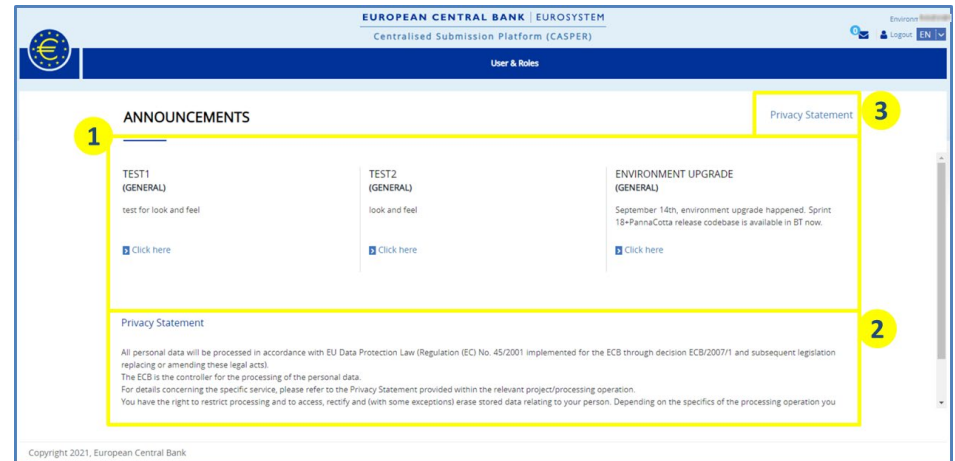 EUROPEAN CENTRAL BANK | EUROSYSTEM
Environm
Centralised Submission Platform (CASPER)
0 Logout EN
User & Roles
ANNOUNCEMENTS
Privacy Statement
3
1
TEST1
(GENERAL)
test for look and feel
Click here
TEST2
(GENERAL)
look and feel
Click here
ENVIRONMENT UPGRADE
(GENERAL)
September 14th, environment upgrade happened. Sprint
18+PannaCotta release codebase is available in BT now.
Click here
Privacy Statement
2
All personal data will be processed in accordance with EU Data Protection Law (Regulation (EC) No. 45/2001 implemented for the ECB through decision ECB/2007/1 and subsequent legislation
replacing or amending these legal acts).
The ECB is the controller for the processing of the personal data.
For details concerning the specific service, please refer to the Privacy Statement provided within the relevant project/processing operation.
You have the right to restrict processing and to access, rectify and (with some exceptions) erase stored data relating to your person. Depending on the specifics of the processing operation you
Copyright 2021, European Central Bank